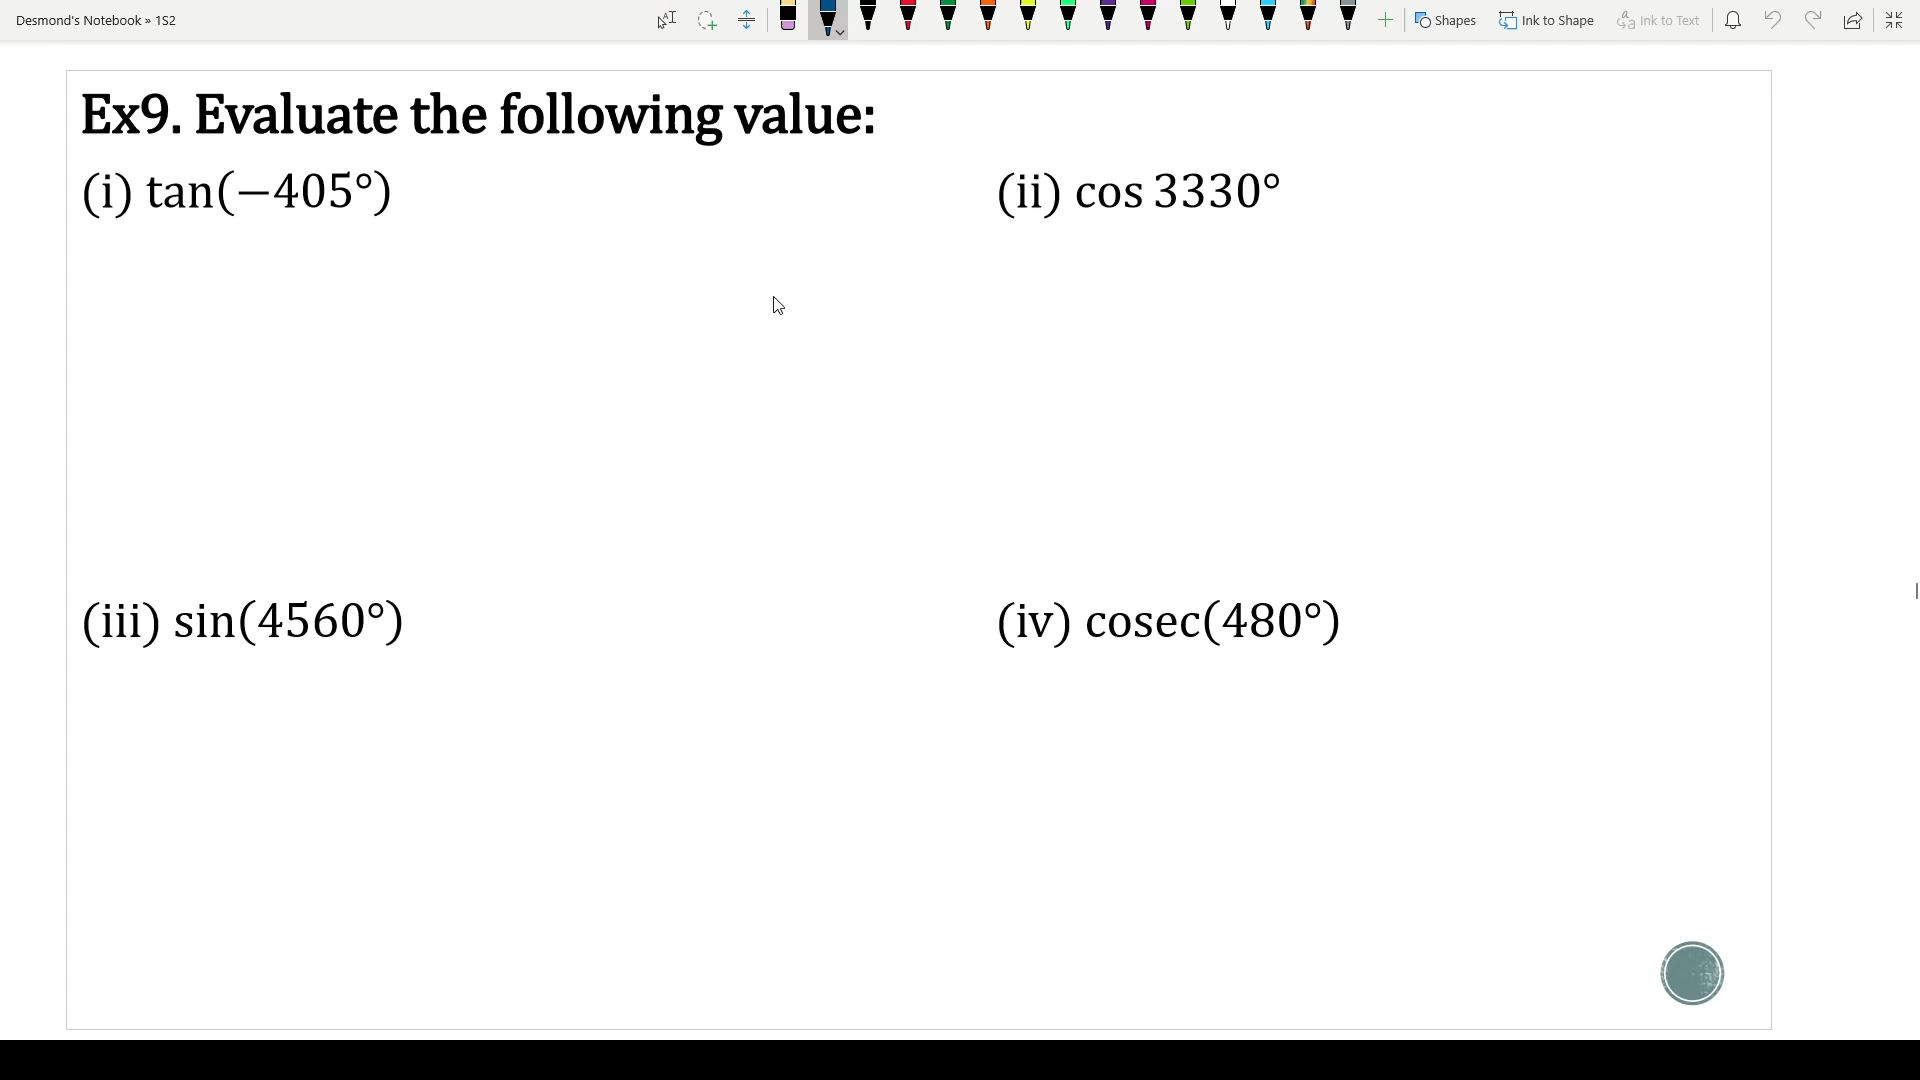 Desmond's Notebook » 1S2
Shapes
Ink to Shape
Ink to Text
Ex9. Evaluate the following value:
(i) tan(−405°)
(ii) cos 3330°
(iii) sin(4560°)
(iv) cosec(480°)